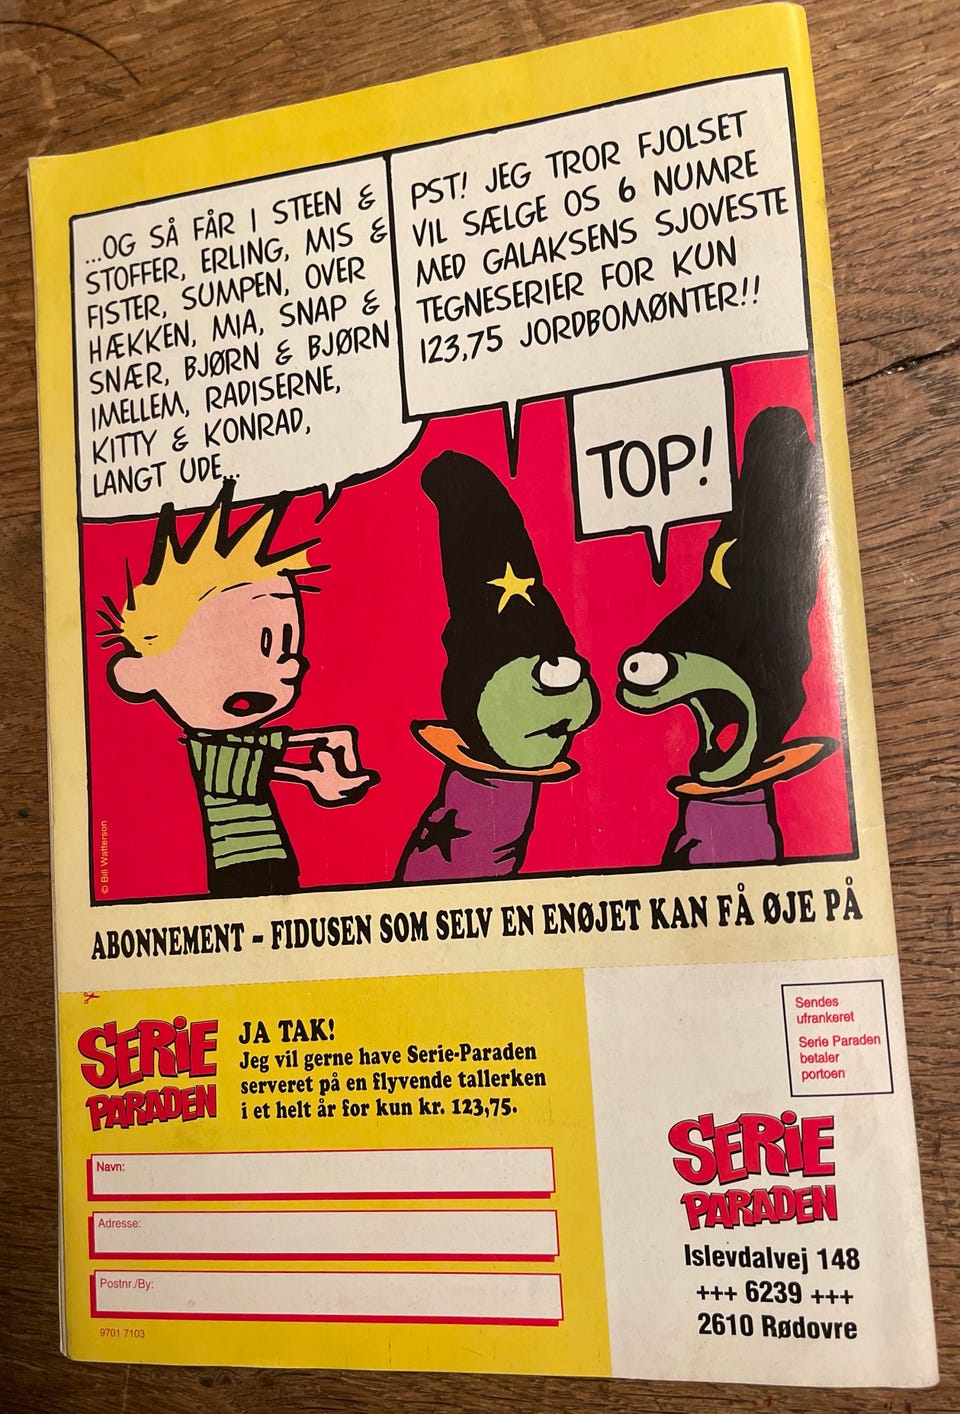 ...OG SÅ FÅR I STEEN &
STOFFER, ERLING, MIS &
FISTER, SUMPEN, OVER
HÆKKEN, MIA, SNAP &
SNÆR, BJØRN & BJØRN
IMELLEM, RADISERNE,
KITTY & KONRAD,
LANGT UDE...
PST! JEG TROR FJOLSET
VIL SÆLGE OS 6 NUMRE
MED GALAKSENS SJOVESTE
TEGNESERIER FOR KUN
123,75 JORDBOMØNTER!!
TOP!
© Bill Watterson
ABONNEMENT - FIDUSEN SOM SELV EN ENØJET KAN FÅ ØJE PÅ
SERIE
PARADEN
JA TAK!
Jeg vil gerne have Serie-Paraden
serveret på en flyvende tallerken
i et helt år for kun kr. 123,75.
Navn:
Adresse:
Postnr./By:
9701 7103
Sendes
ufrankeret
Serie Paraden
betaler
portoen
SERIE
PARADEN
Islevdalvej 148
+++ 6239 +++
2610 Rødovre